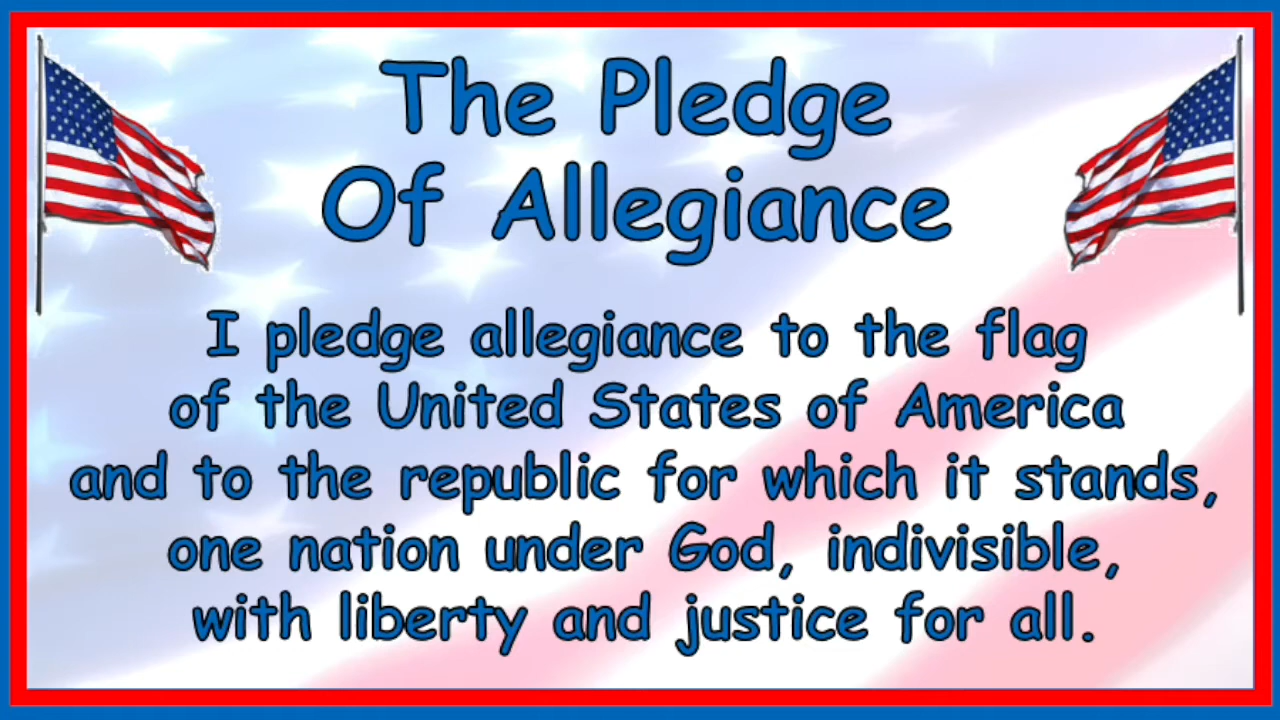 The Pledge
Of Allegiance
I pledge allegiance to the flag
of the United States of America
and to the republic for which it stands,
one nation under God, indivisible,
with liberty and justice for all.